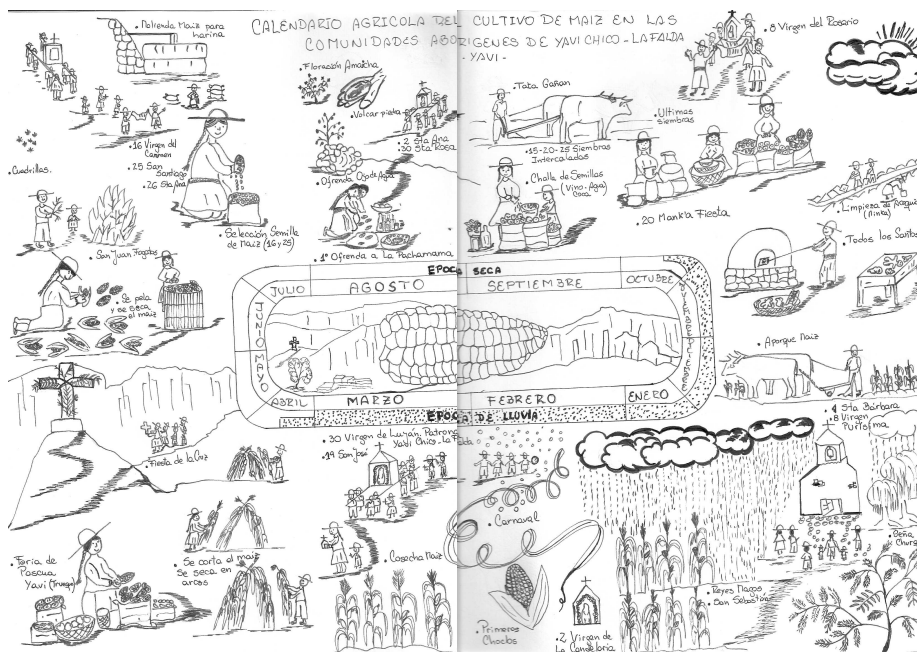 CALENDARIO AGRICOLA DEL CULTIVO DE MAIZ EN LAS
COMUNIDADES ABORIGENES DE YAVI CHICO - LA FALDA
- YAVI -
• Molienda Maiz para
harina
• 16 Virgen del
Carmen
• 25 San
Santiago
• 26 Sta Ana
• Cuadrillas.
• Selección Semilla
de Maiz (16 y 25)
• San Juan Fogatas
• Se pela
y se seca
el maiz
• Floración Amancha
• Volcar piedra
• 2 Sta Ana
30 Sta Rosa
• Ofrenda Ojo de Agua
• 1º Ofrenda a La Pachamama
• Tata Gañan
• 15-20-25 Siembras
Intercaladas
• Challa de Semillas
(Vino-Agua)
Coca
• Ultimas
siembras
• 8 Virgen del Rosario
• 20 Mank'a Fiesta
• Limpieza de
(Minka)
• Todos los Santos
EPOCA SECA
JULIO
AGOSTO
SEPTIEMBRE
OCTUBRE
JUNIO
MAYO
NOVIEMBRE
DICIEMBRE
ABRIL
MARZO
FEBRERO
ENERO
EPOCA DE LLUVIA
• Aporque Maiz
• 4 Sta Bárbara
• 8 Virgen
Purísima
• Fiesta de la Cruz
• 30 Virgen de Luján, Patrona
Yavi Chico - La Falda
• 19 San José
• Carnaval
• Feria de
Pascua
Yavi (Trueque)
• Se corta el maiz
Se seca en
arcos
• Cosecha Maiz
• Primeros
Choclos
• 2 Virgen de
La Candelaria
• Reyes Magos
• San Sebastian